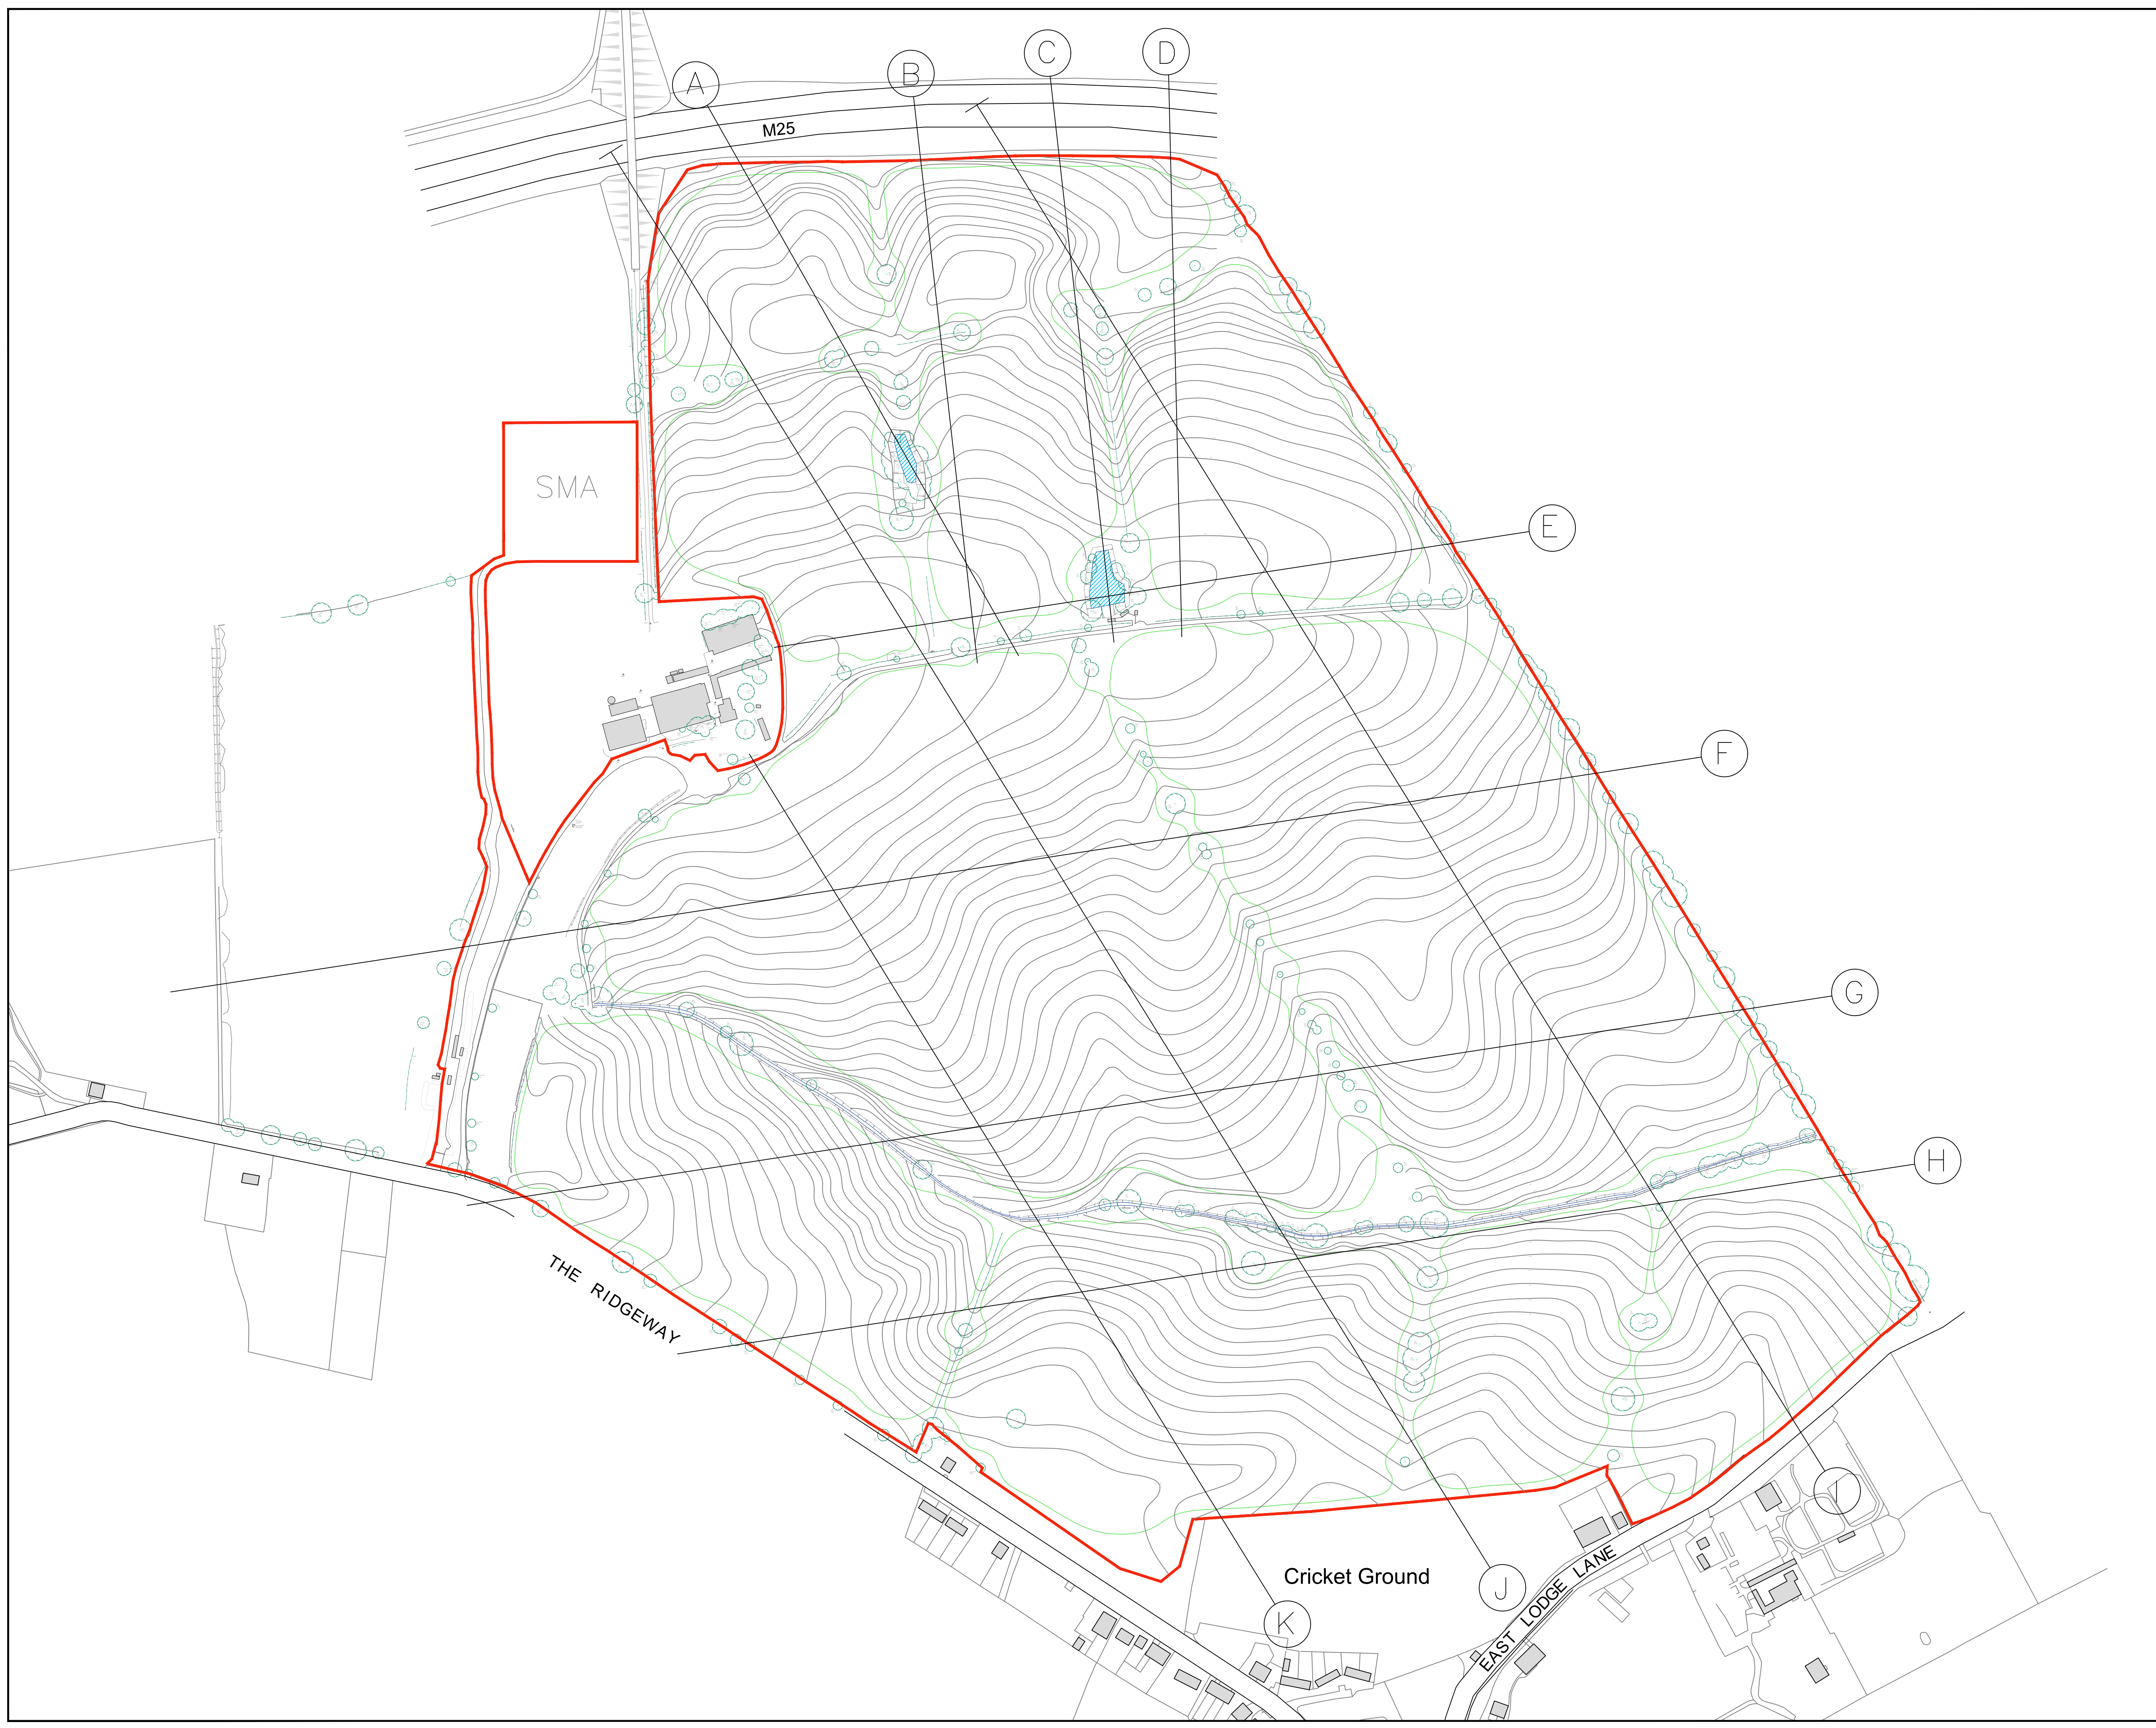 D
C
B
A
M25
SMA
E
F
G
H
THE RIDGEWAY
I
Cricket Ground
J
EAST LODGE LANE
K